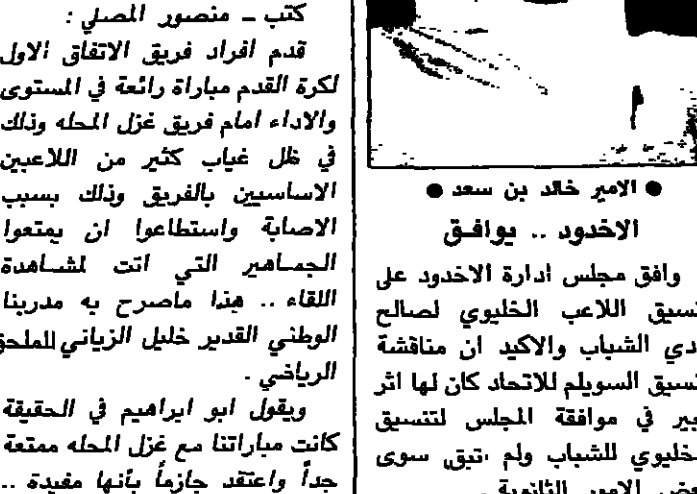 ● الامير خالد بن سعد ●
الاخدود .. يوافق
وافق مجلس ادارة الاخدود على
اللاعب الخليوي لصالح
الشباب والاكيد ان مناقشة
السويلم للاتحاد كان لها اثر
في موافقة المجلس لتنسيق
للشباب ولم تبق سوى
الامور الثانوية .
كتب ــ منصور المصلي :
قدم افراد فريق الاتفاق الاول
لكرة القدم مباراة رائعة في المستوى
والاداء امام فريق غزل المحله وذلك
في ظل غياب كثير من اللاعبين
الاساسيين بالفريق وذلك بسبب
الاصابة واستطاعوا ان يمتعوا
الجماهير التي اتت لمشاهدة
اللقاء .. هذا ماصرح به مدربنا
الوطني القدير خليل الزياني للملحق
الرياضي .
ويقول ابو ابراهيم في الحقيقة
كانت مباراتنا مع غزل المحله ممتعة
جداً واعتقد جازماً بأنها مفيدة ..